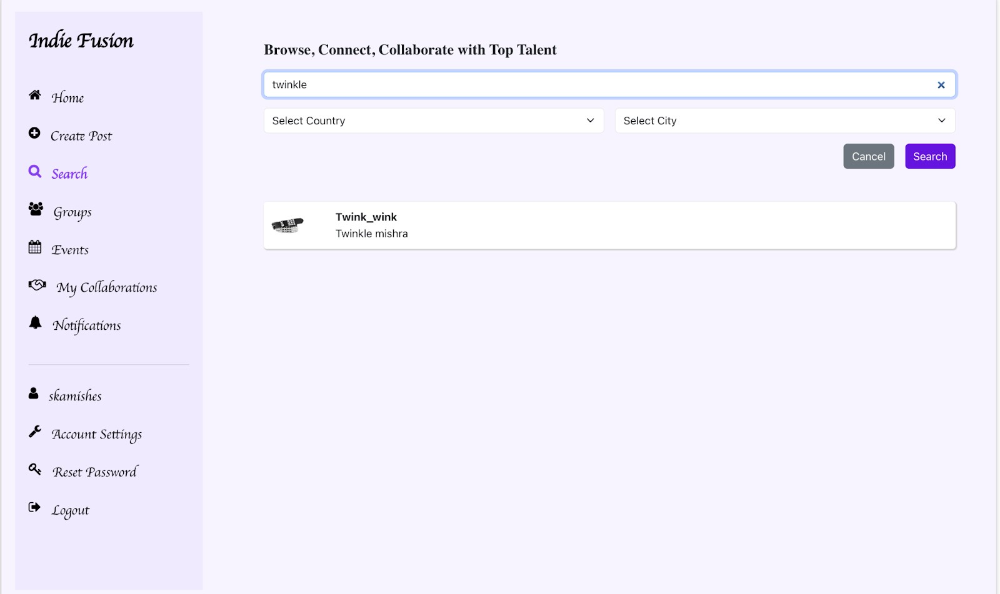 Indie Fusion
Home
Create Post
Search
Groups
Events
My Collaborations
Notifications
skamishes
Account Settings
Reset Password
Logout
Browse, Connect, Collaborate with Top Talent
twinkle
Select Country
Select City
Cancel
Search
Twink_wink
Twinkle mishra